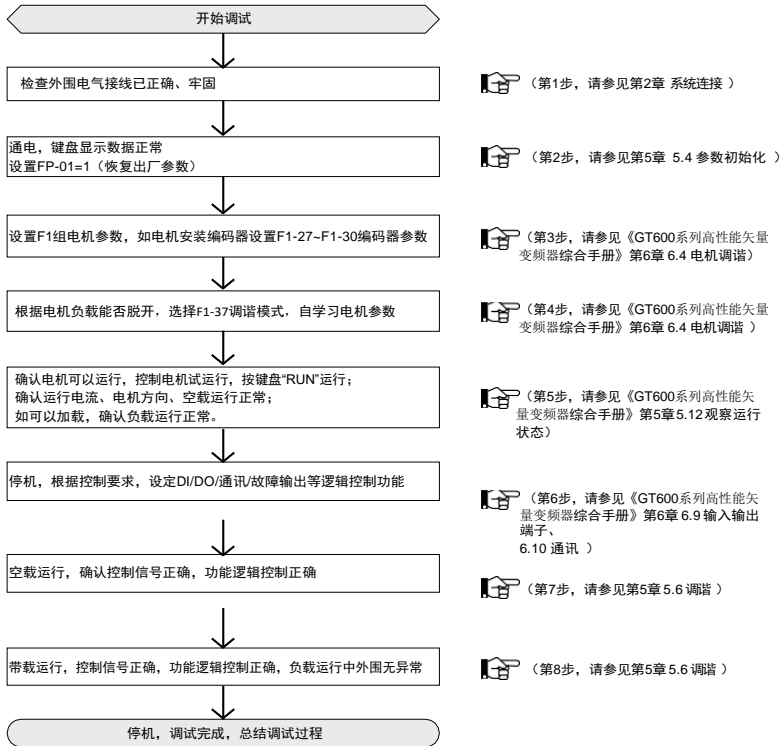 开始调试
检查外围电气接线已正确、牢固
（第1步，请参见第2章 系统连接 ）
通电，键盘显示数据正常
设置FP-01=1（恢复出厂参数）
（第2步，请参见第5章 5.4 参数初始化 ）
设置F1组电机参数，如电机安装编码器设置F1-27~F1-30编码器参数
（第3步，请参见《GT600系列高性能矢量
变频器综合手册》第6章 6.4 电机调谐）
根据电机负载能否脱开，选择F1-37调谐模式，自学习电机参数
（第4步，请参见《GT600系列高性能矢量
变频器综合手册》第6章 6.4 电机调谐 ）
确认电机可以运行，控制电机试运行，按键盘“RUN”运行；
确认运行电流、电机方向、空载运行正常；
如可以加载，确认负载运行正常。
（第5步，请参见《GT600系列高性能矢
量变频器综合手册》第5章5.12 观察运行
状态）
停机，根据控制要求，设定DI/DO/通讯/故障输出等逻辑控制功能
（第6步，请参见《GT600系列高性能矢
量变频器综合手册》第6章 6.9 输入输出
端子、
6.10 通讯 ）
空载运行，确认控制信号正确，功能逻辑控制正确
（第7步，请参见第5章 5.6 调谐 ）
带载运行，控制信号正确，功能逻辑控制正确，负载运行中外围无异常
（第8步，请参见第5章 5.6 调谐 ）
停机，调试完成，总结调试过程